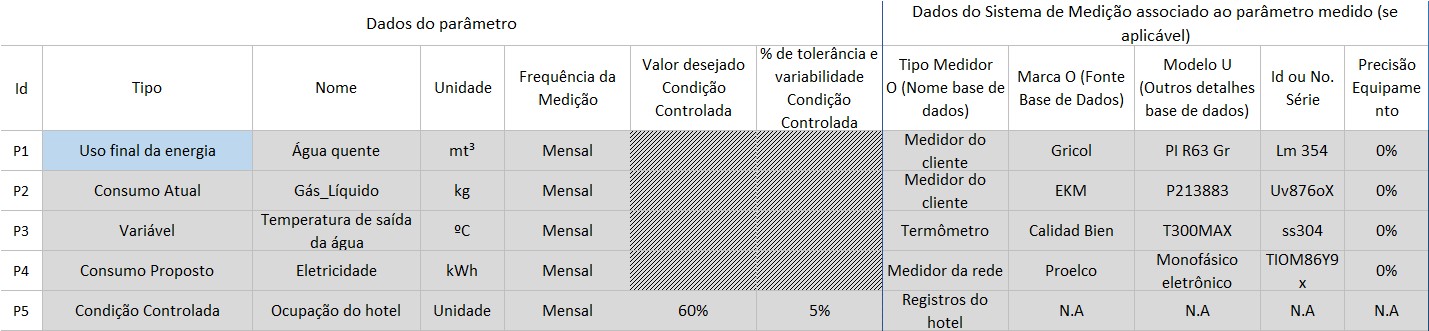 Dados do parâmetro
Dados do Sistema de Medição associado ao parâmetro medido (se
aplicável)
Id
Tipo
Nome
Unidade
Frequência da
Medição
Valor desejado
Condição
Controlada
% de tolerância e
variabilidade
Condição
Controlada
Tipo Medidor
O (Nome base de
dados)
Marca O (Fonte
Base de Dados)
Modelo U
(Outros detalhes
base de dados)
Id ou No.
Série
Precisão
Equipame
nto
P1
Uso final da energia
Água quente
mt³
Mensal
Medidor do
cliente
Gricol
PI R63 Gr
Lm 354
0%
P2
Consumo Atual
Gás_Líquido
kg
Mensal
Medidor do
cliente
EKM
P213883
Uv876oX
0%
P3
Variável
Temperatura de saída
da água
ºC
Mensal
Termômetro
Calidad Bien
T300MAX
ss304
0%
P4
Consumo Proposto
Eletricidade
kWh
Mensal
Medidor da rede
Proelco
Monofásico
eletrônico
TIOM86Y9
x
0%
P5
Condição Controlada
Ocupação do hotel
Unidade
Mensal
60%
5%
Registros do
hotel
N.A
N.A
N.A
N.A